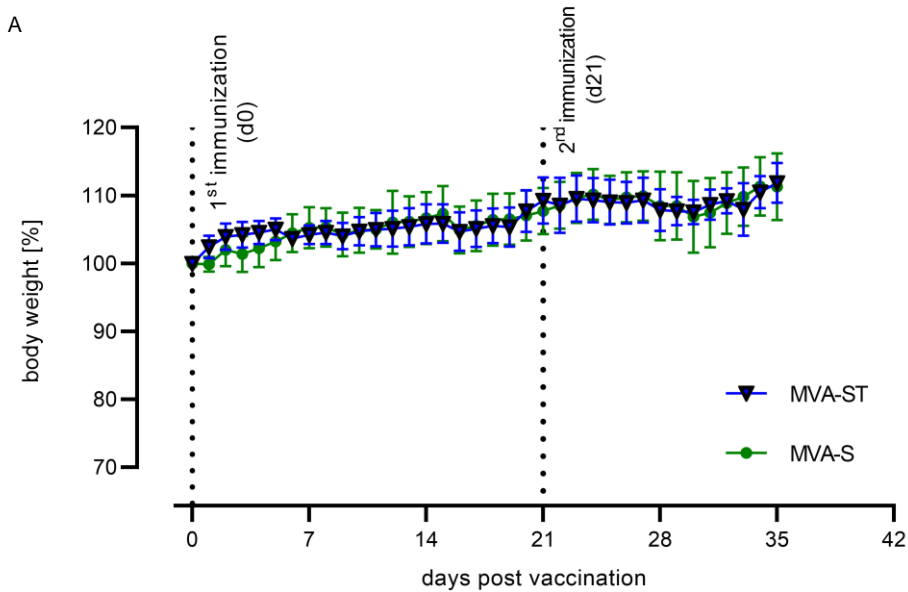 A
1st immunization
(d0)
2nd immunization
(d21)
120
110
100
90
80
70
body weight [%]
MVA-ST
MVA-S
0 7 14 21 28 35 42
days post vaccination